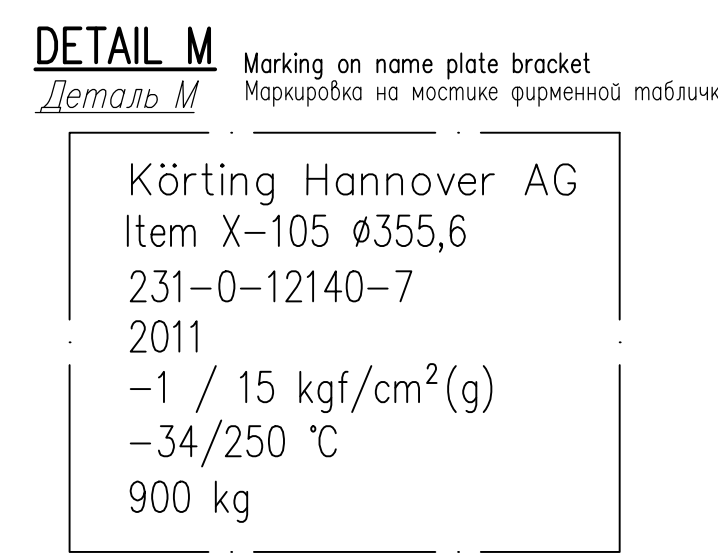 DETAIL M
Marking on name plate bracket
Деталь М
Маркировка на мостике фирменной
Körting Hannover AG
Item X-105 ø355,6
231-0-12140-7
2011
-1 / 15 kgf/cm²(g)
-34/250 °C
900 kg